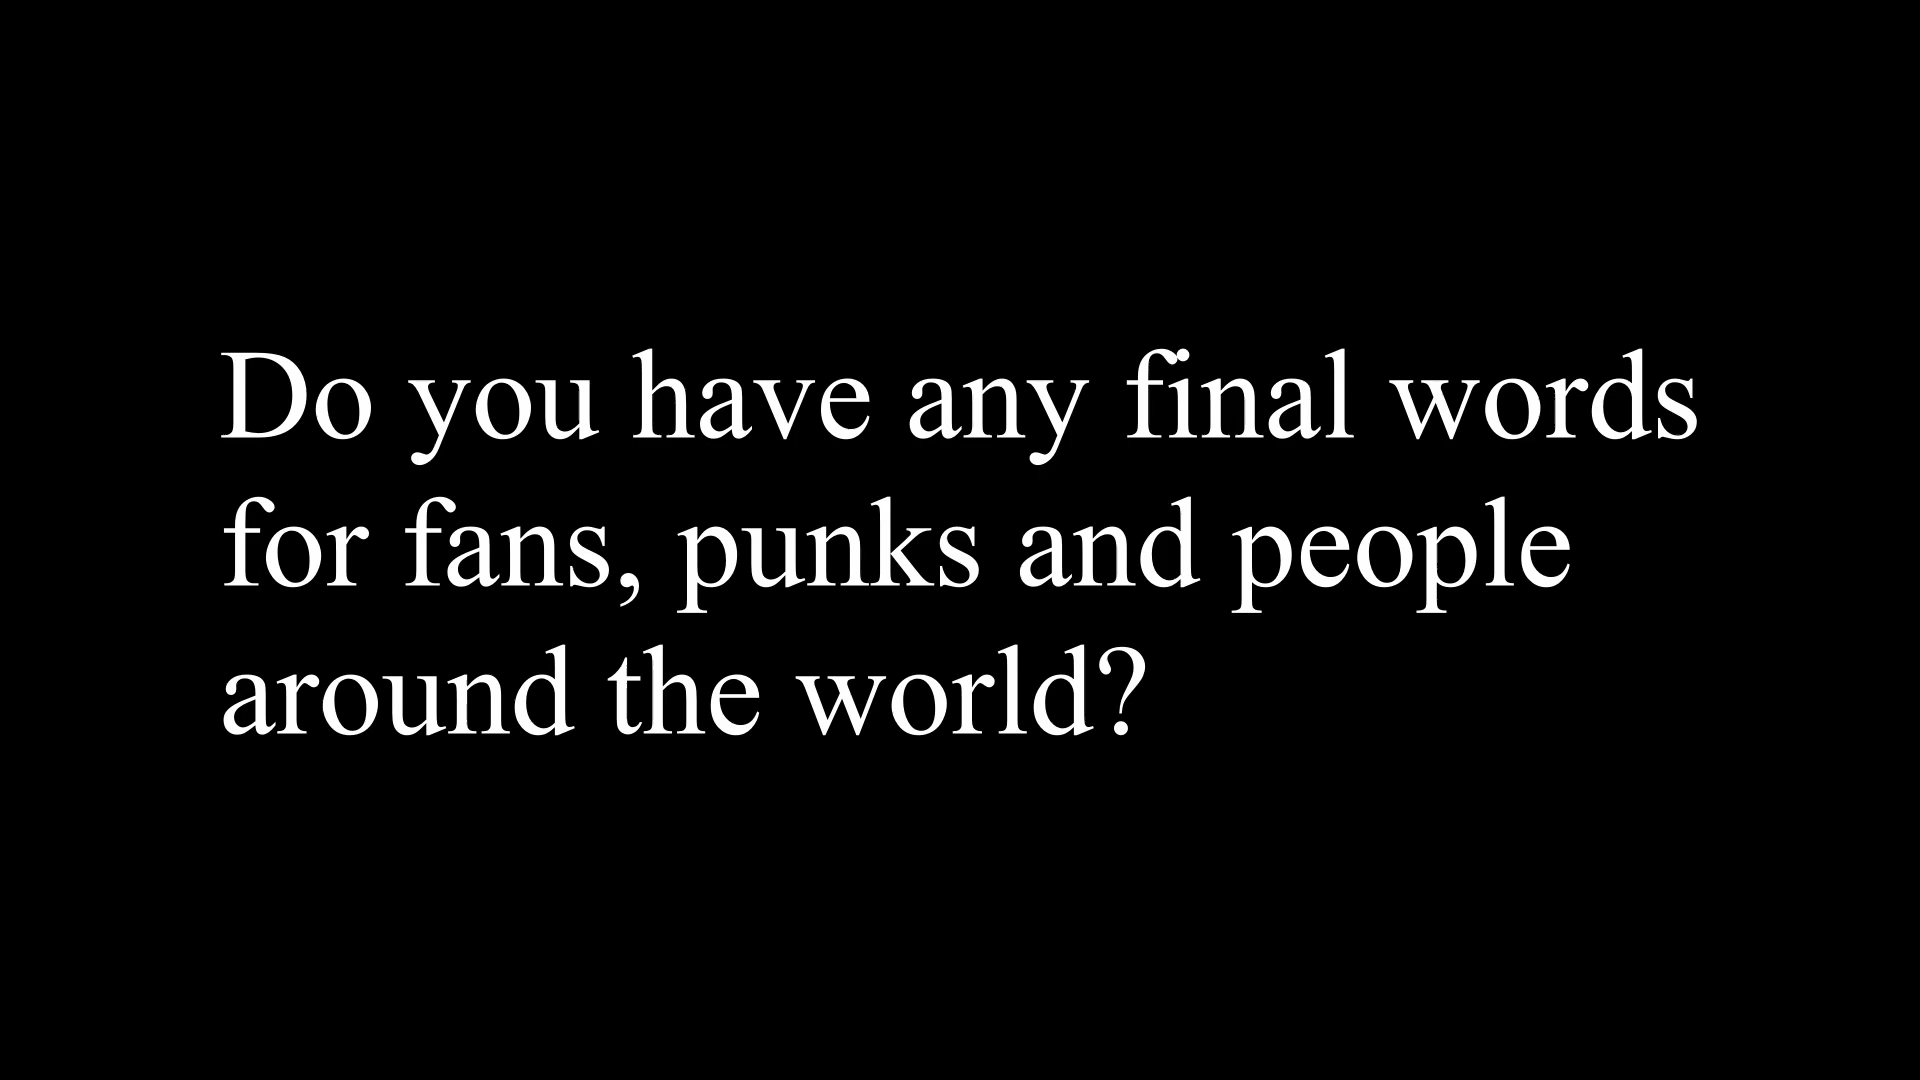 Do you have any final words
for fans, punks and people
around the world?